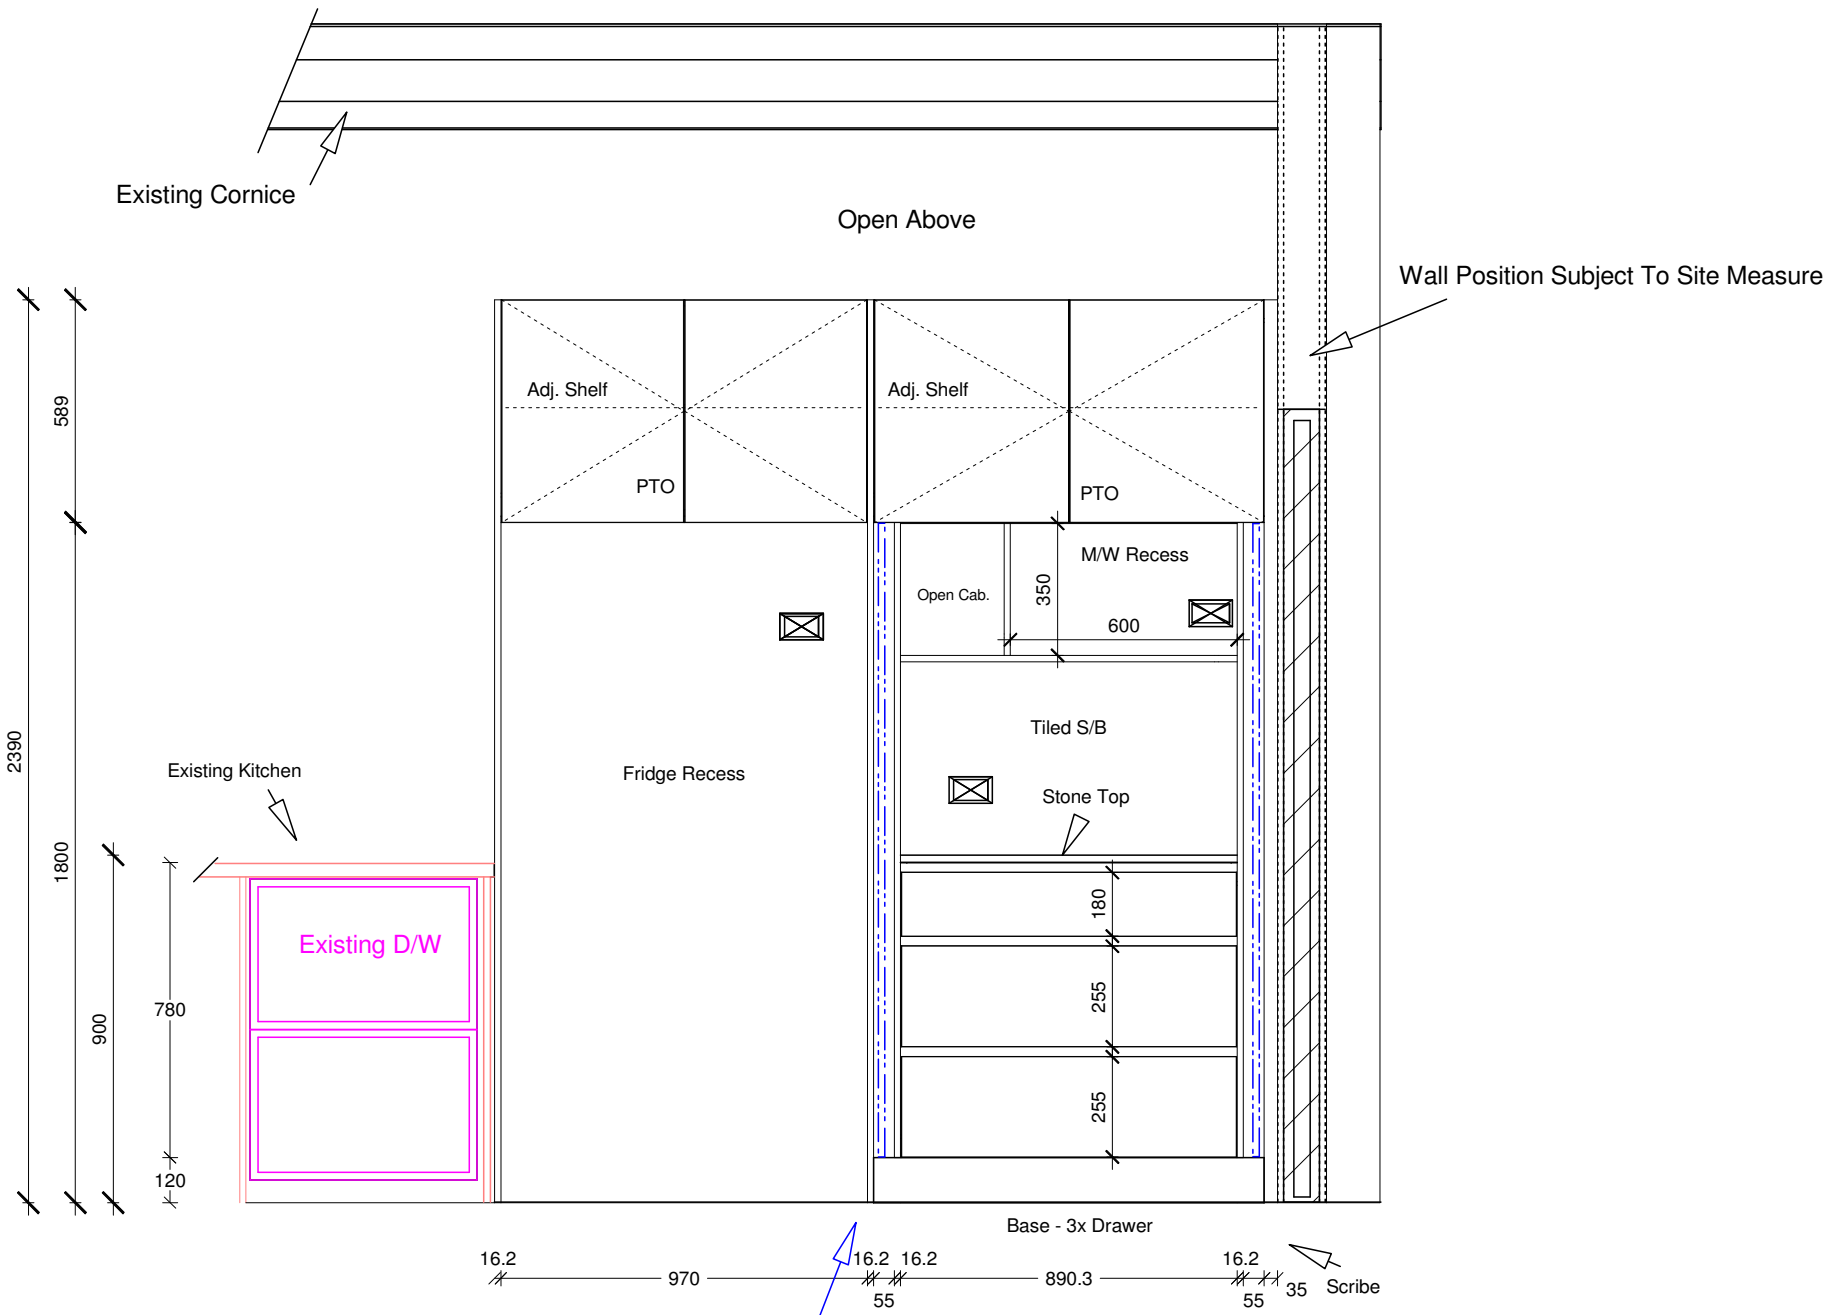 Existing Cornice
Open Above
Wall Position Subject To Site Measure
Adj. Shelf
Adj. Shelf
589
PTO
PTO
M/W Recess
Open Cab.
350
600
Tiled S/B
2390
Existing Kitchen
Fridge Recess
Stone Top
1800
180
Existing D/W
255
780
900
255
120
Base - 3x Drawer
16.2
970
16.2
55
16.2
890.3
16.2
55
35
Scribe